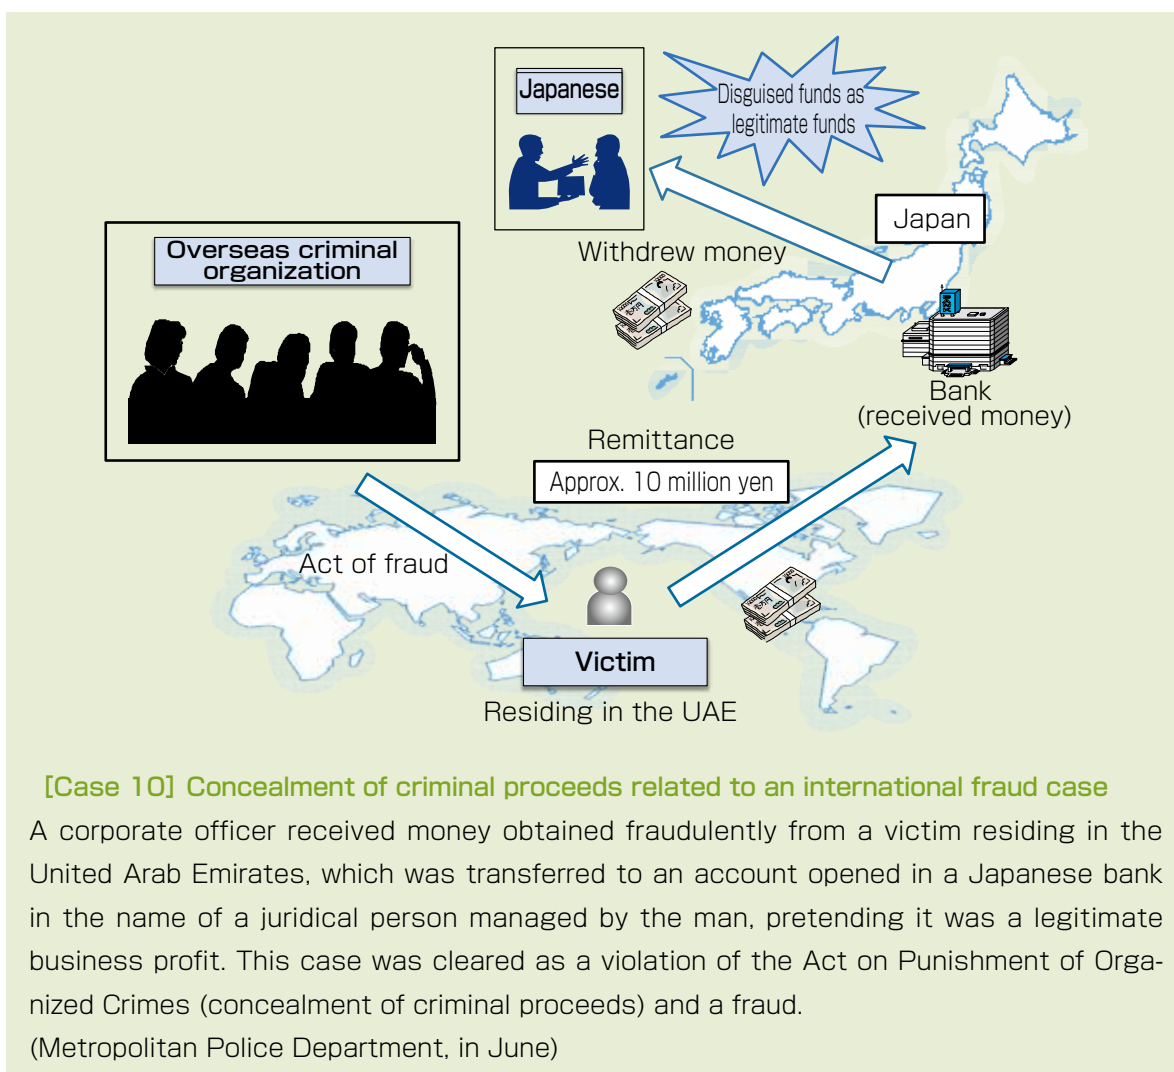 Japanese
Disguised funds as
legitimate funds
Japan
Withdrew money
Overseas criminal
organization
Bank
(received money)
Remittance
Approx. 10 million yen
Act of fraud
Victim
Residing in the UAE
[Case 10] Concealment of criminal proceeds related to an international fraud case
A corporate officer received money obtained fraudulently from a victim residing in the
United Arab Emirates, which was transferred to an account opened in a Japanese bank
in the name of a juridical person managed by the man, pretending it was a legitimate
business profit. This case was cleared as a violation of the Act on Punishment of Orga-
nized Crimes (concealment of criminal proceeds) and a fraud.
(Metropolitan Police Department, in June)